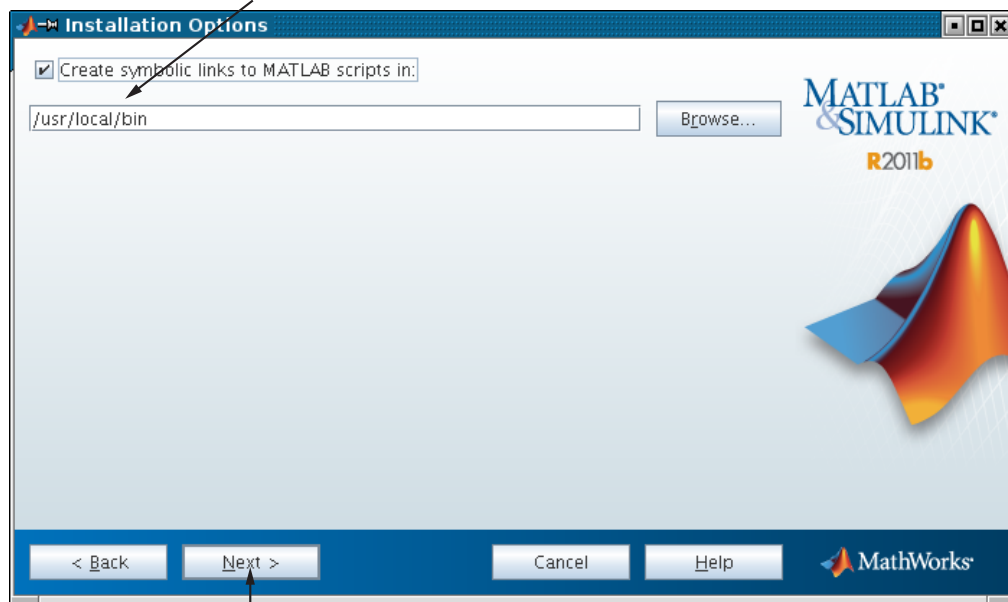 Installation Options
Create symbolic links to MATLAB scripts in:
/usr/local/bin
Browse...
MATLAB®
&SIMULINK®
R2011b
< Back
Next >
Cancel
Help
MathWorks®